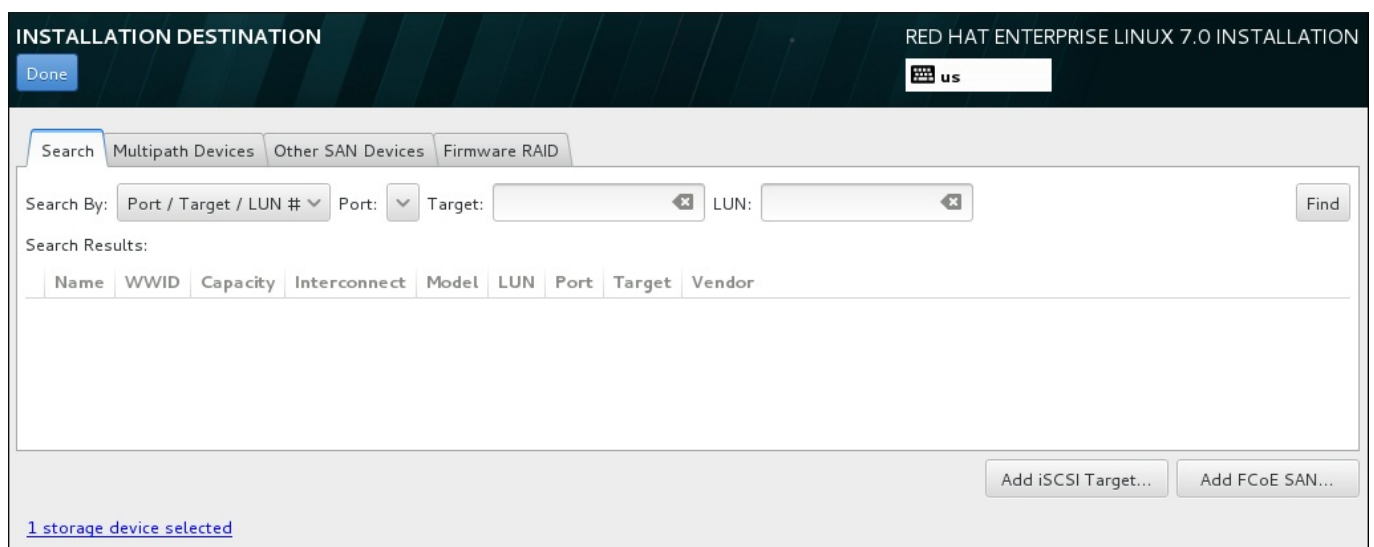 INSTALLATION DESTINATION
RED HAT ENTERPRISE LINUX 7.0 INSTALLATION
Done
us
Search Multipath Devices Other SAN Devices Firmware RAID
Search By: Port / Target / LUN # Port: Target: LUN: Find
Search Results:
Name WWID Capacity Interconnect Model LUN Port Target Vendor
Add iSCSI Target... Add FCoE SAN...
1 storage device selected